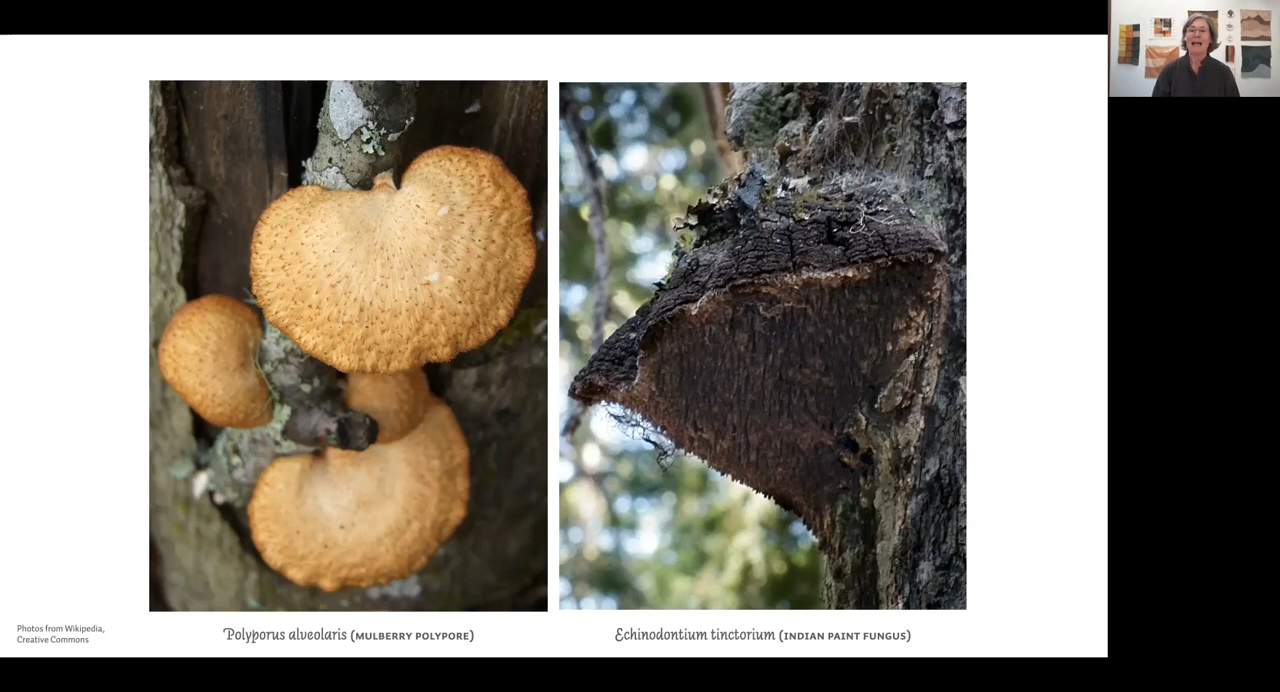 Photos from Wikipedia,
Creative Commons
Polyporus alveolaris (MULBERRY POLYPORE)
Echinodontium tinctorium (INDIAN PAINT FUNGUS)